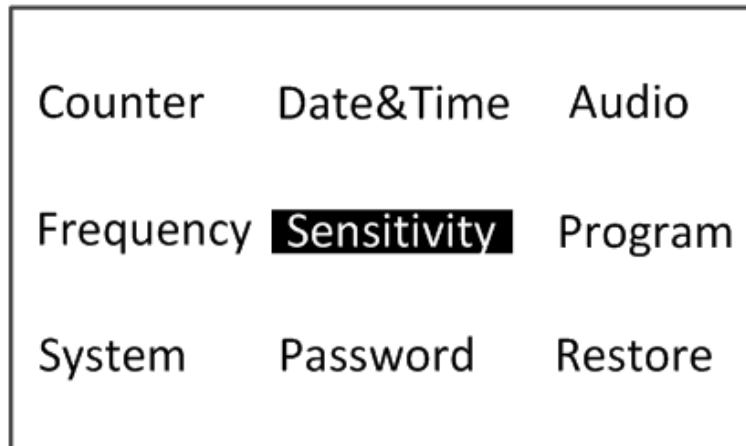 Counter Date&Time Audio
Frequency Sensitivity Program
System Password Restore